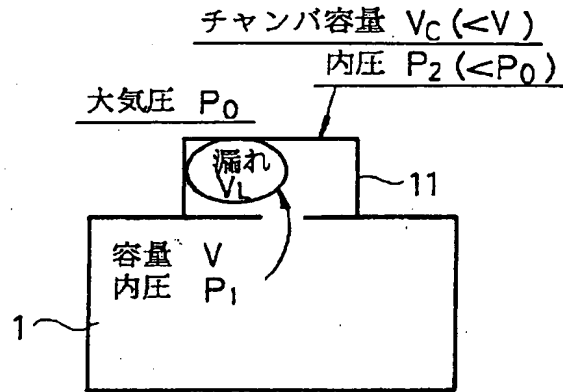 チャンバ容量 VC (<V)
内圧 P2 (<P0)
大気圧 P0
漏れ
VL
11
容量 V
内圧 P1
1